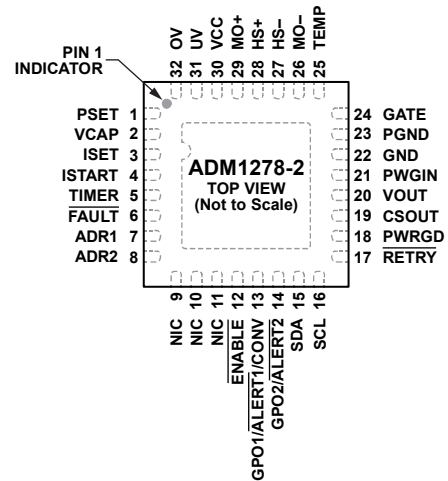 32 OV
31 UV
30 VCC
29 MO+
28 HS+
27 HS–
26 MO–
25 TEMP
PIN 1
INDICATOR
PSET 1
VCAP 2
ISET 3
ISTART 4
TIMER 5
FAULT 6
ADR1 7
ADR2 8
ADM1278-2
TOP VIEW
(Not to Scale)
24 GATE
23 PGND
22 GND
21 PWGIN
20 VOUT
19 CSOUT
18 PWRGD
17 RETRY
NIC 9
NIC 10
NIC 11
ENABLE 12
GPO1/ALERT1/CONV 13
GPO2/ALERT2 14
SDA 15
SCL 16